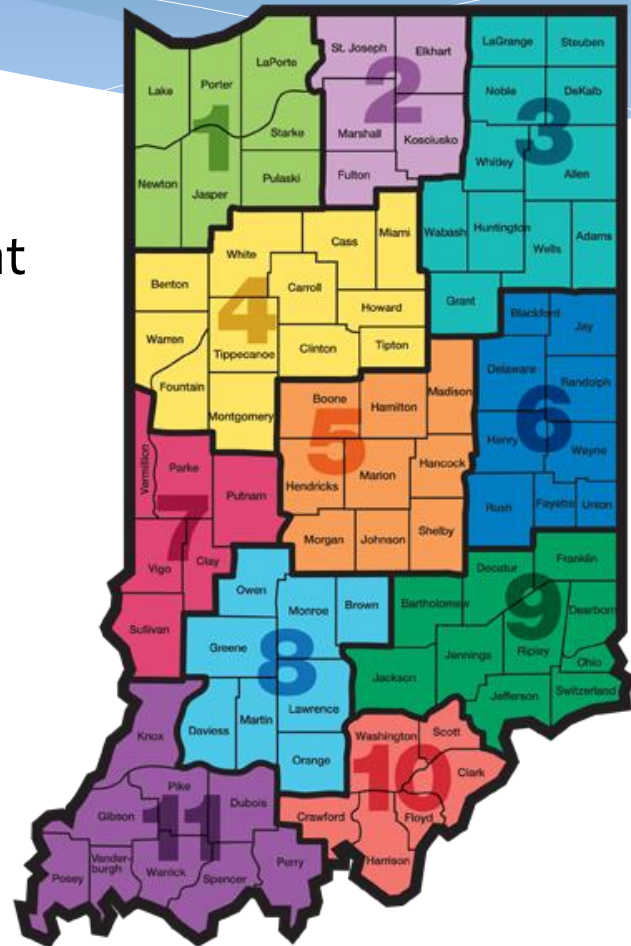 nt
1
Lake
Porter
LaPorte
Starke
Newton
Jasper
Pulaski
2
St. Joseph
Elkhart
Marshall
Kosciusko
Fulton
3
LaGrange
Steuben
Noble
DeKalb
Whitley
Allen
Wabash
Huntington
Wells
Adams
Grant
4
White
Cass
Miami
Benton
Carroll
Howard
Warren
Tippecanoe
Clinton
Tipton
Fountain
Montgomery
5
Boone
Hamilton
Madison
Hendricks
Marion
Hancock
Morgan
Johnson
Shelby
6
Blackford
Jay
Delaware
Randolph
Henry
Wayne
Rush
Fayette
Union
7
Vermillion
Parke
Putnam
Vigo
Clay
Sullivan
8
Owen
Monroe
Brown
Greene
Daviess
Martin
Lawrence
Orange
9
Decatur
Franklin
Bartholomew
Dearborn
Jennings
Ripley
Ohio
Jackson
Jefferson
Switzerland
10
Washington
Scott
Clark
Crawford
Floyd
Harrison
11
Knox
Pike
Dubois
Gibson
Posey
Vander-
burgh
Warrick
Spencer
Perry